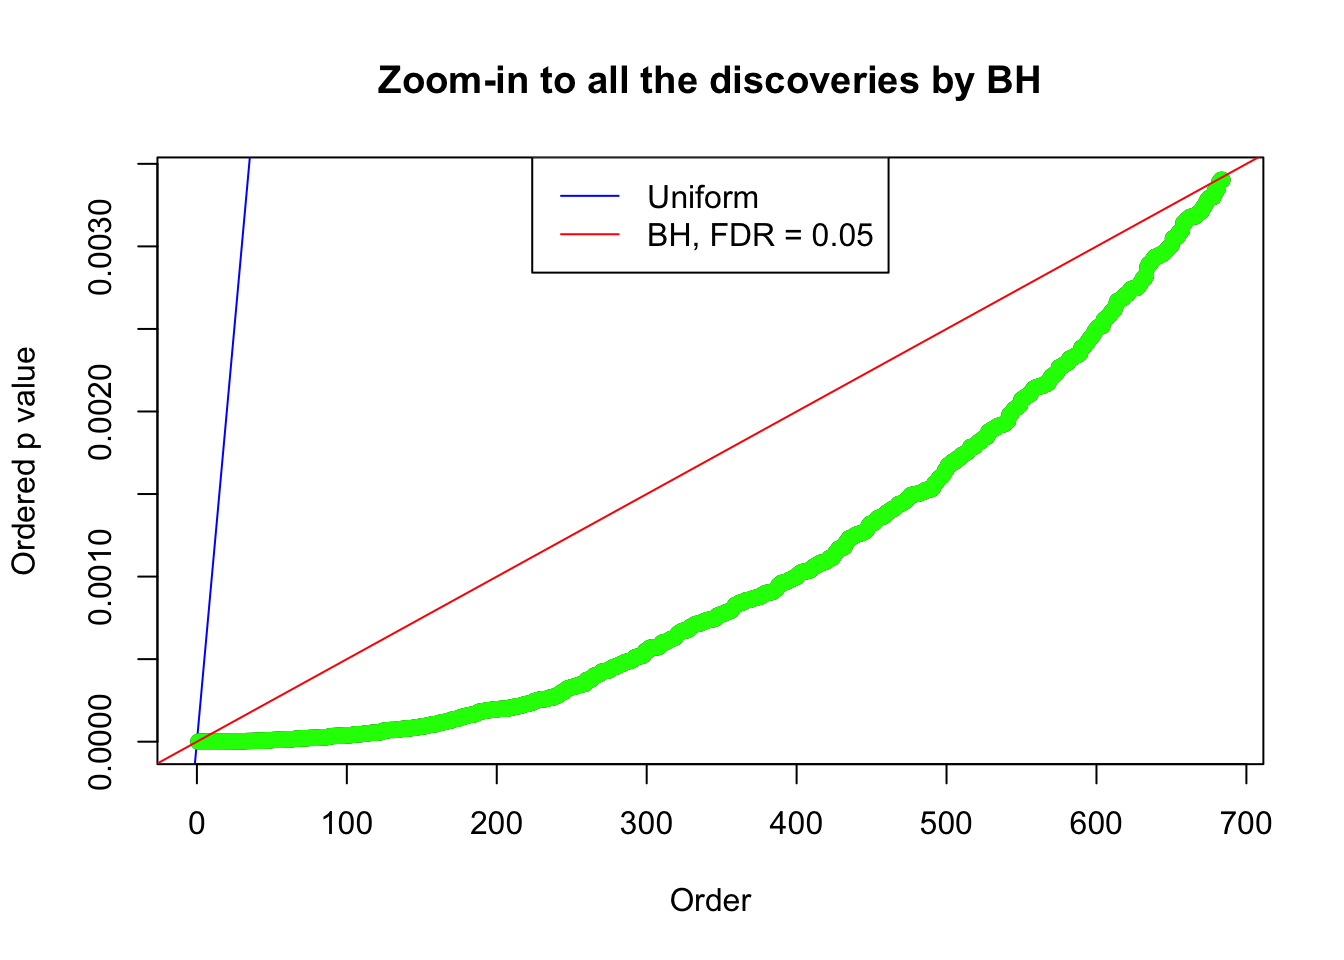 Zoom-in to all the discoveries by BH
Uniform
BH, FDR = 0.05
Ordered p value
0.0030
0.0020
0.0010
0.0000
0 100 200 300 400 500 600 700
Order